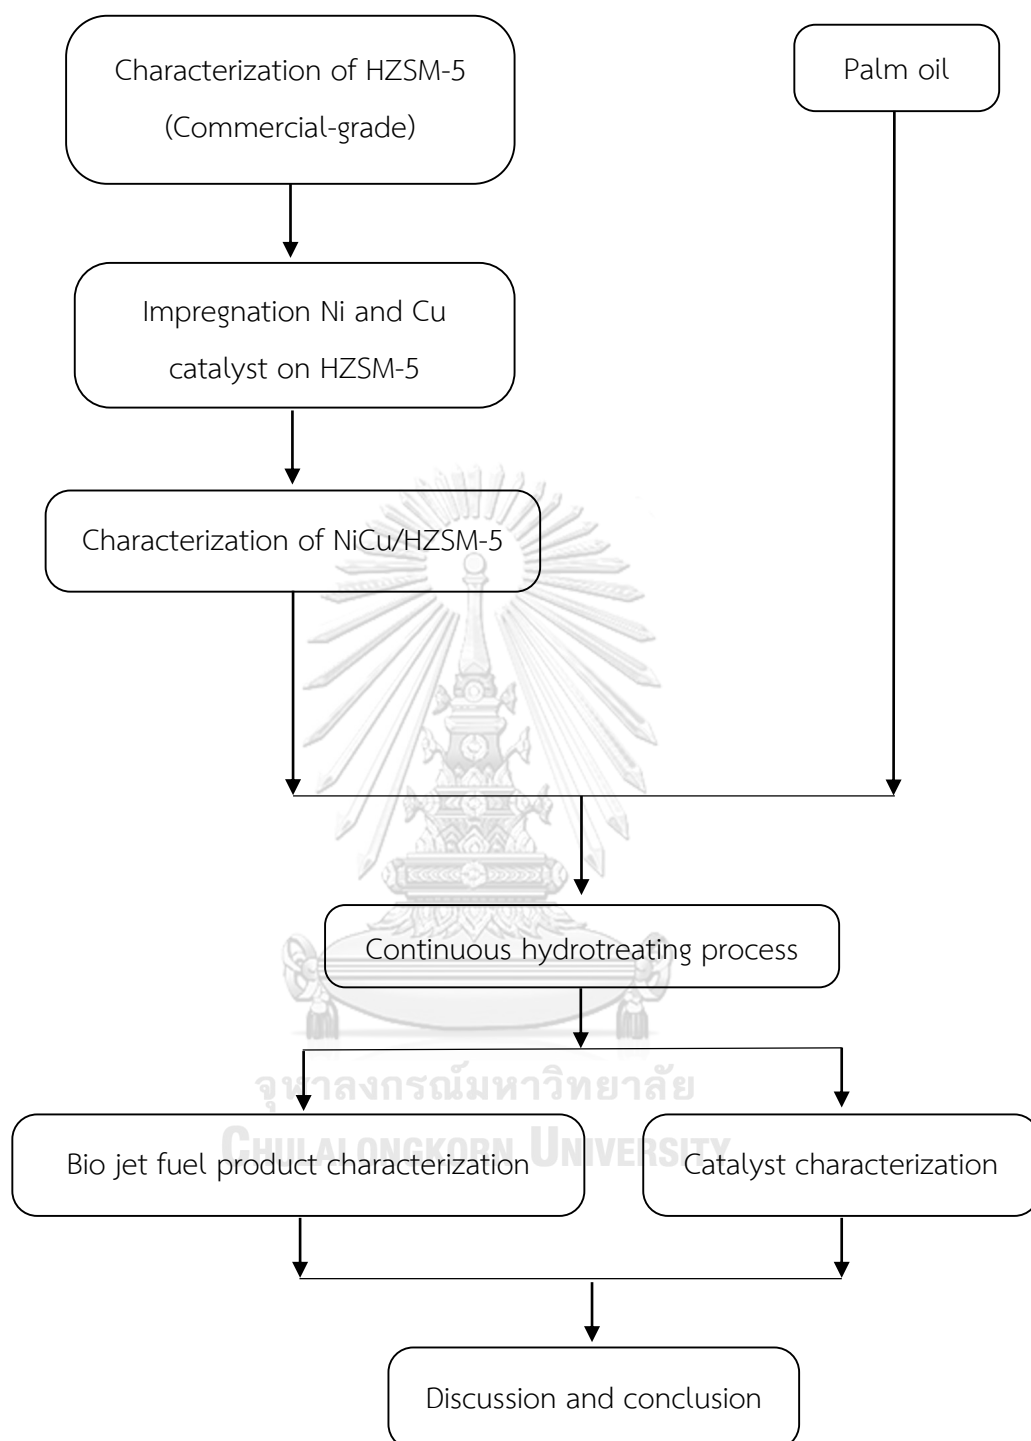 Characterization of HZSM-5
(Commercial-grade)
Palm oil
Impregnation Ni and Cu
catalyst on HZSM-5
Characterization of NiCu/HZSM-5
Continuous hydrotreating process
จุฬาลงกรณ์มหาวิทยาลัย
CHULALONGKORN UNIVERSITY
Bio jet fuel product characterization
Catalyst characterization
Discussion and conclusion